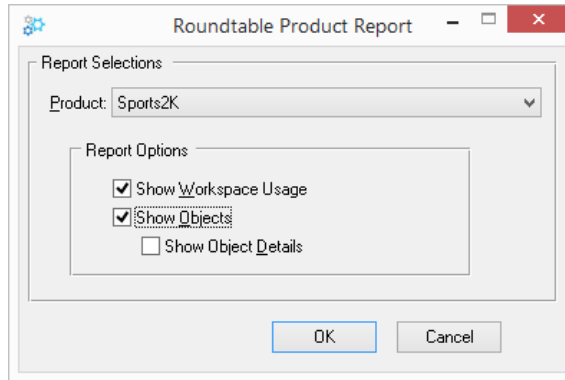 Roundtable Product Report
Report Selections
Product: Sports2K
Report Options
Show Workspace Usage
Show Objects
Show Object Details
OK Cancel